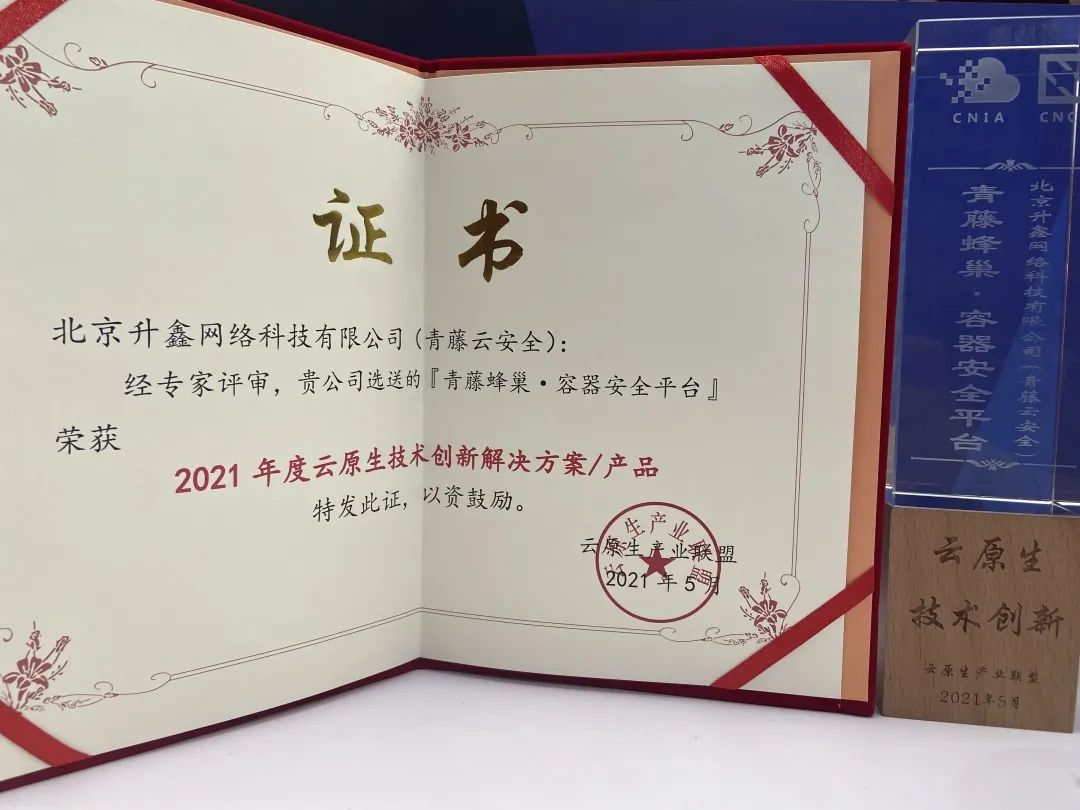 证 书
北京升鑫网络科技有限公司(青藤云安全):
经专家评审,贵公司选送的『青藤蜂巢·容器安全平台』
荣获
2021 年度云原生技术创新解决方案/产品
特发此证,以资鼓励。
云原生产业联盟
2021 年 5 月
云原生产业联盟
CNIA
CNC
北京升鑫网络科技有限公司(青藤云安全)
青藤蜂巢·容器安全平台
云原生
技术创新
云原生产业联盟
2021年5月